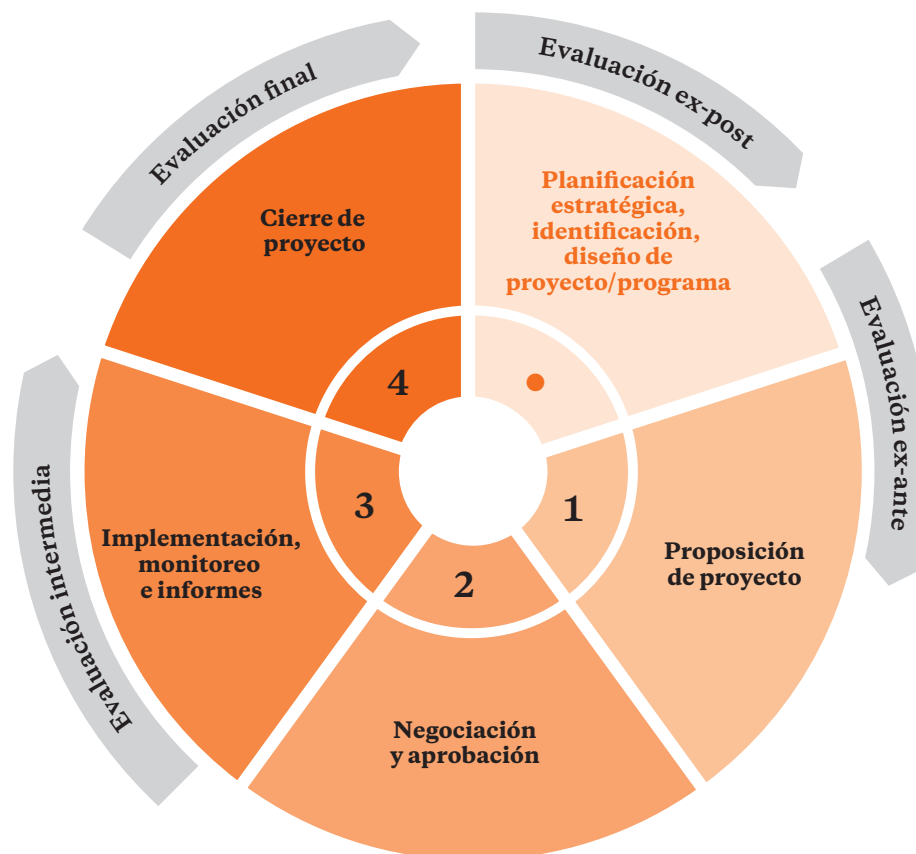 Evaluación final
Evaluación ex-post
Planificación
estratégica,
identificación,
diseño de
proyecto/programa
Cierre de
proyecto
Evaluación ex-ante
4
3
1
2
Proposición
de proyecto
Evaluación intermedia
Implementación,
monitoreo
e informes
Negociación
y aprobación